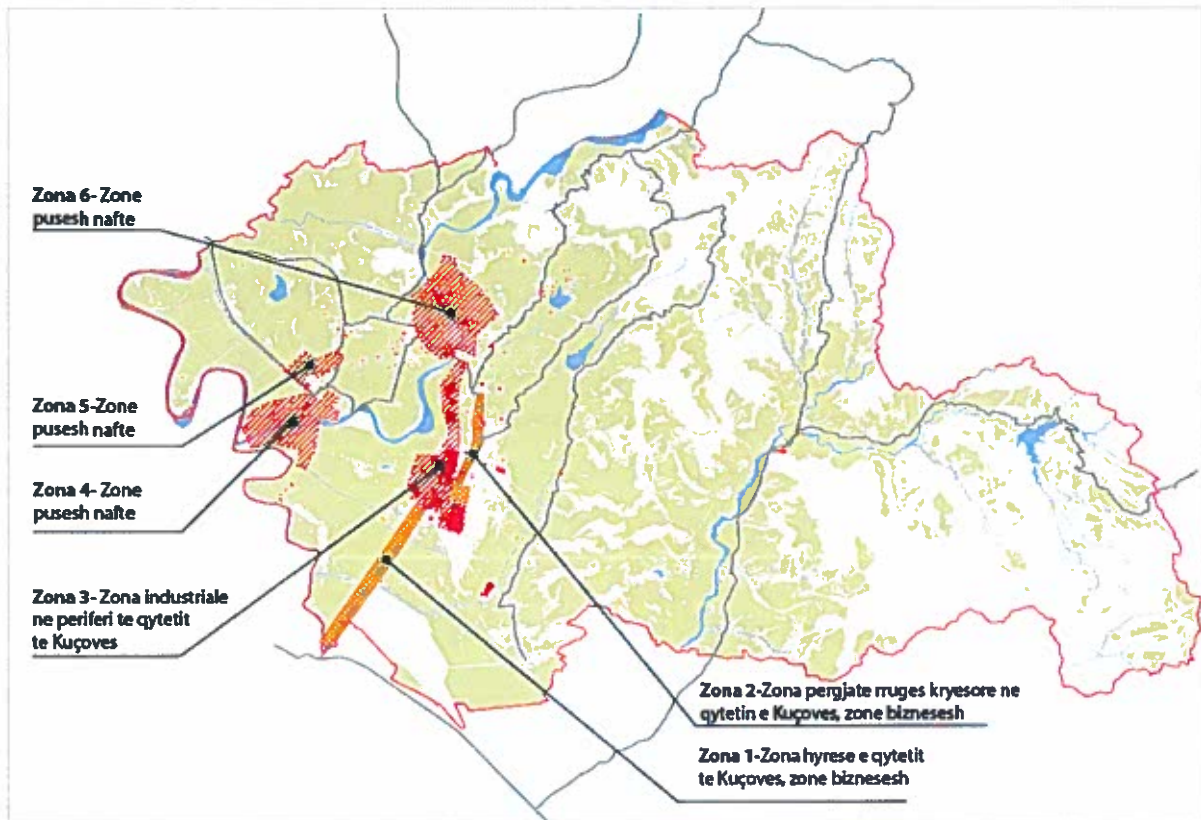 Zona 6- Zone
pusesh nafte
Zona 5-Zone
pusesh nafte
Zona 4- Zone
pusesh nafte
Zona 3- Zona industriale
ne periferi te qytetit
te Kuçoves
Zona 2-Zona pergjate rruges kryesore ne
qytetin e Kuçoves, zone biznesesh
Zona 1-Zona hyrese e qytetit
te Kuçoves, zone biznesesh